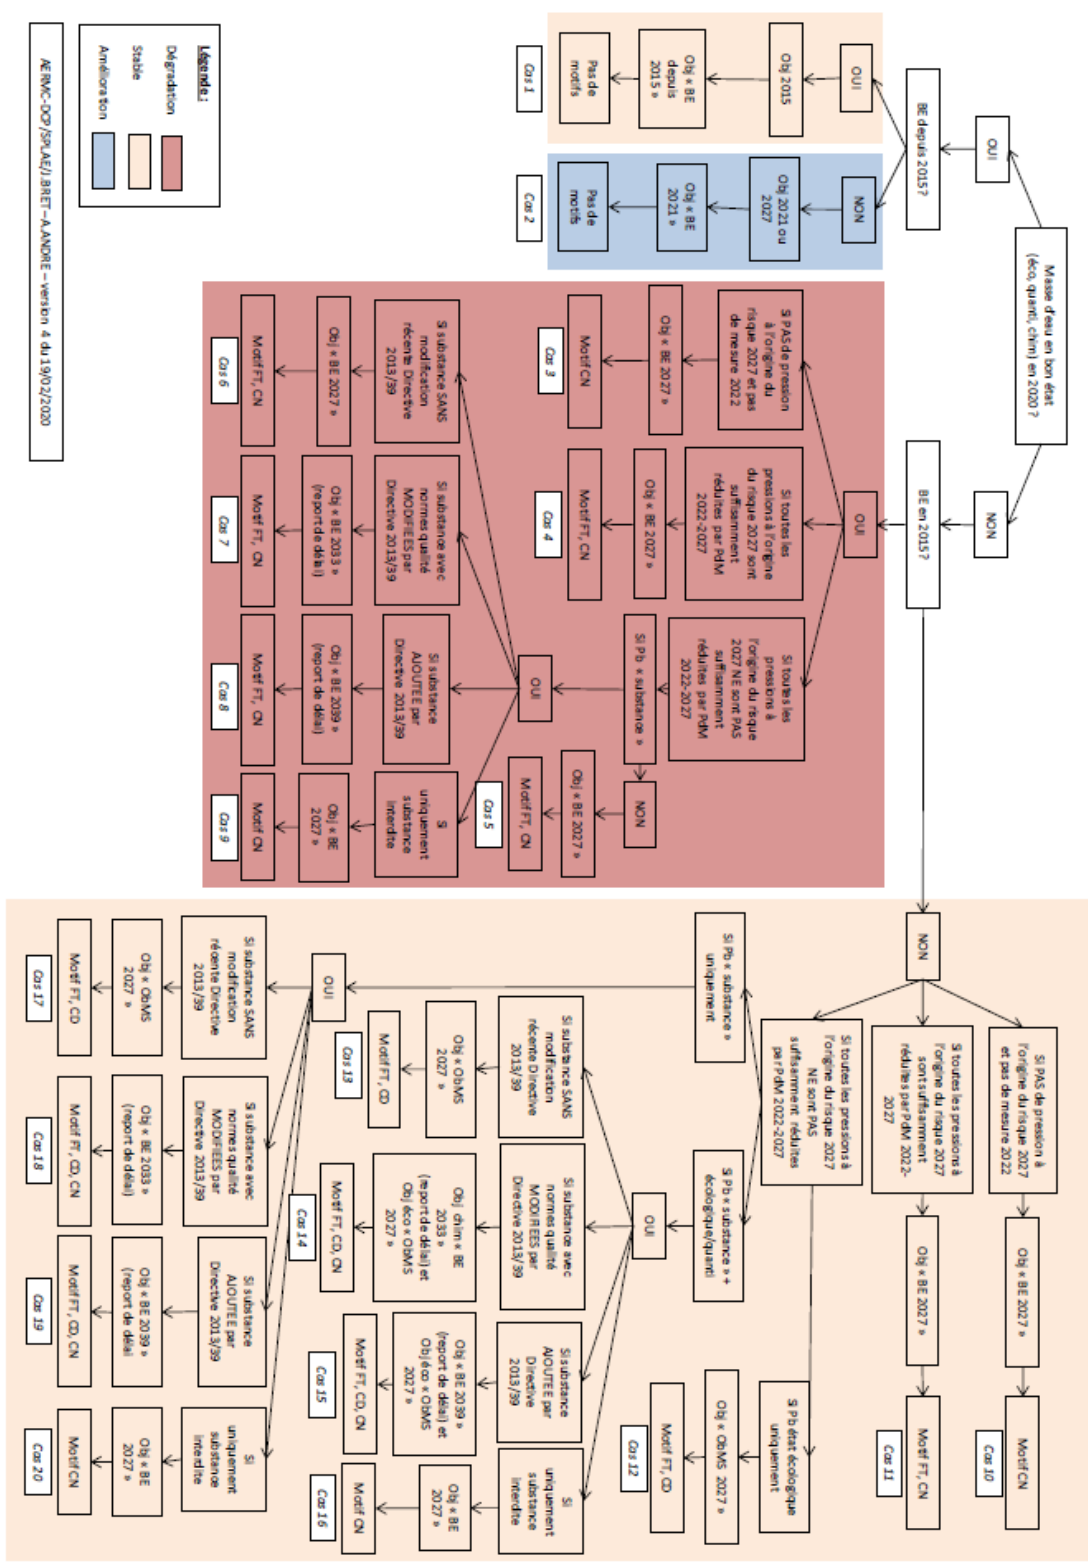 Masse d'eau en bon état
(éco, quanti, chim) en 2020 ?
OUI
BE depuis 2015 ?
OUI
Obj 2015
Obj « BE
depuis
2015 »
Pas de
motifs
Cas 1
NON
Obj 2021 ou
2027
Obj « BE
2021 »
Pas de
motifs
Cas 2
NON
BE en 2015 ?
OUI
Si PAS de pression
à l'origine du
risque 2027 et pas
de mesure 2022
Obj « BE 2027 »
Motif CN
Cas 3
Si toutes les
pressions à l'origine
du risque 2027 sont
suffisamment
réduites par PdM
2022-2027
Obj « BE 2027 »
Motif FT, CN
Cas 4
Si toutes les
pressions à
l'origine du risque
2027 NE sont PAS
suffisamment
réduites par PdM
2022-2027
Si Pb « substance »
NON
Obj « BE 2027 »
Motif FT, CN
Cas 5
OUI
Si substance SANS
modification
récente Directive
2013/39
Obj « BE 2027 »
Motif FT, CN
Cas 6
Si substance avec
normes qualité
MODIFIEES par
Directive 2013/39
Obj « BE 2033 »
(report de délai)
Motif FT, CN
Cas 7
Si substance
AJOUTEE par
Directive 2013/39
Obj « BE 2039 »
(report de délai)
Motif FT, CN
Cas 8
Si
uniquement
substance
interdite
Obj « BE
2027 »
Motif CN
Cas 9
NON
Si PAS de pression à
l'origine du risque 2027
et pas de mesure 2022
Obj « BE 2027 »
Motif CN
Cas 10
Si toutes les pressions à
l'origine du risque 2027
sont suffisamment
réduites par PdM 2022-
2027
Obj « BE 2027 »
Motif FT, CN
Cas 11
Si toutes les pressions à
l'origine du risque 2027
NE sont PAS
suffisamment réduites
par PdM 2022-2027
Si Pb état écologique
uniquement
Obj « ObMS 2027 »
Motif FT, CD
Cas 12
Si Pb « substance » +
écologique/quanti
OUI
Si substance SANS
modification
récente Directive
2013/39
Obj « ObMS
2027 »
Motif FT, CD
Cas 13
Si substance avec
normes qualité
MODIFIEES par
Directive 2013/39
Obj chim « BE
2033 »
(report de délai) et
Obj éco « ObMS
2027 »
Motif FT, CD, CN
Cas 14
Si substance
AJOUTEE par
Directive
2013/39
Obj « BE 2039 »
(report de délai) et
Obj éco « ObMS
2027 »
Motif FT, CD, CN
Cas 15
Si
uniquement
substance
interdite
Obj « BE
2027 »
Motif CN
Cas 16
Si Pb « substance »
uniquement
OUI
Si substance SANS
modification
récente Directive
2013/39
Obj « ObMS
2027 »
Motif FT, CD
Cas 17
Si substance avec
normes qualité
MODIFIEES par
Directive 2013/39
Obj « BE 2033 »
(report de délai)
Motif FT, CD, CN
Cas 18
Si substance
AJOUTEE par
Directive 2013/39
Obj « BE 2039 »
(report de délai
Motif FT, CD, CN
Cas 19
Si
uniquement
substance
interdite
Obj « BE
2027 »
Motif CN
Cas 20
Légende :
Dégradation
Stable
Amélioration
AERMC-DCP/SPLAE/J.BRET – A.ANDRE – version 4 du 19/02/2020